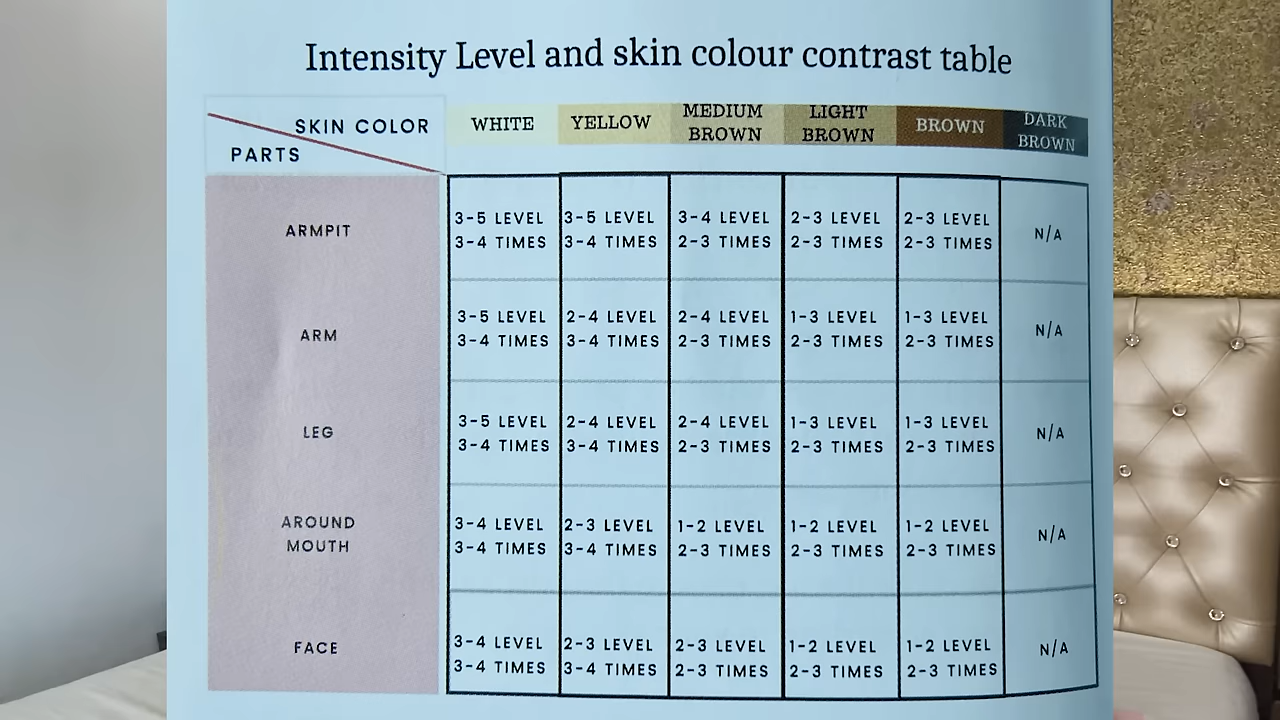 Intensity Level and skin colour contrast table
SKIN COLOR
PARTS
WHITE
YELLOW
MEDIUM
BROWN
LIGHT
BROWN
BROWN
DARK
BROWN
ARMPIT
3-5 LEVEL
3-4 TIMES
3-5 LEVEL
3-4 TIMES
3-4 LEVEL
2-3 TIMES
2-3 LEVEL
2-3 TIMES
2-3 LEVEL
2-3 TIMES
N/A
ARM
3-5 LEVEL
3-4 TIMES
2-4 LEVEL
3-4 TIMES
2-4 LEVEL
2-3 TIMES
1-3 LEVEL
2-3 TIMES
1-3 LEVEL
2-3 TIMES
N/A
LEG
3-5 LEVEL
3-4 TIMES
2-4 LEVEL
3-4 TIMES
2-4 LEVEL
2-3 TIMES
1-3 LEVEL
2-3 TIMES
1-3 LEVEL
2-3 TIMES
N/A
AROUND
MOUTH
3-4 LEVEL
3-4 TIMES
2-3 LEVEL
3-4 TIMES
1-2 LEVEL
2-3 TIMES
1-2 LEVEL
2-3 TIMES
1-2 LEVEL
2-3 TIMES
N/A
FACE
3-4 LEVEL
3-4 TIMES
2-3 LEVEL
3-4 TIMES
2-3 LEVEL
2-3 TIMES
1-2 LEVEL
2-3 TIMES
1-2 LEVEL
2-3 TIMES
N/A